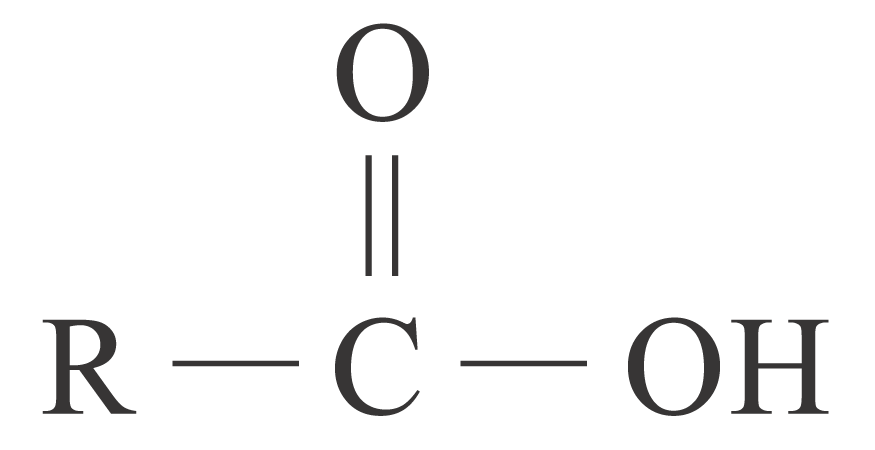 O
R — C — OH